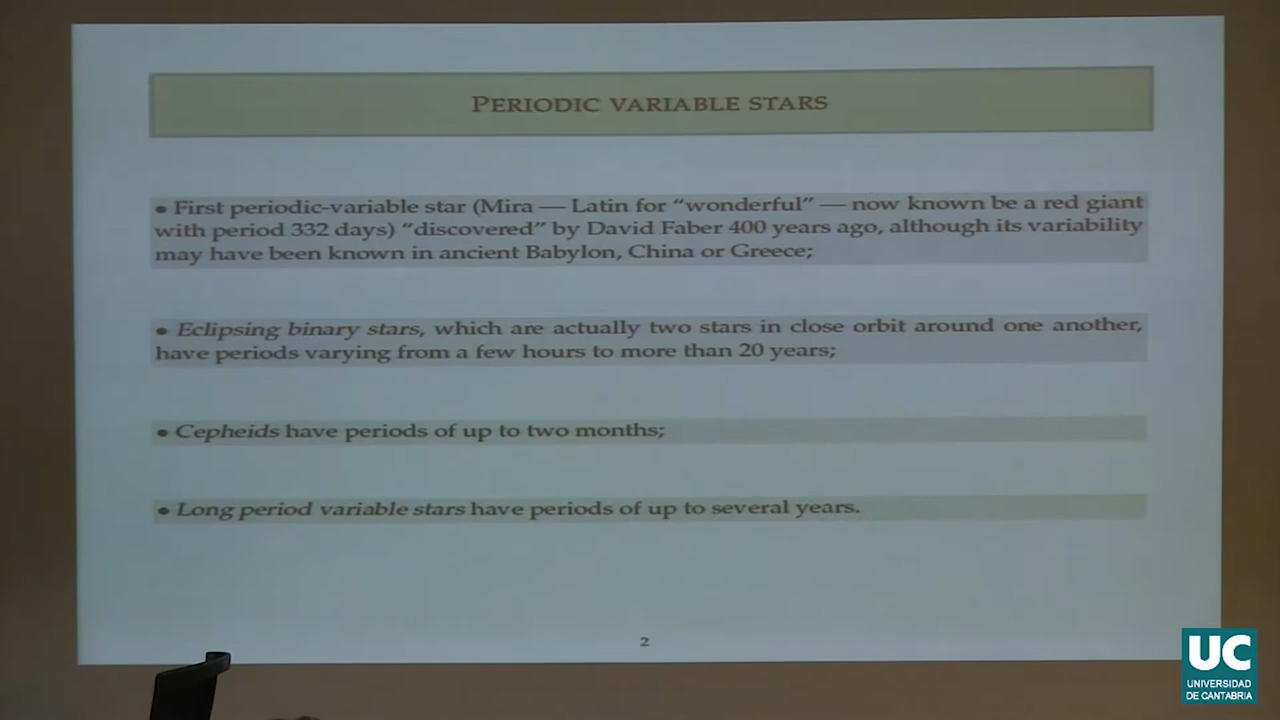 PERIODIC VARIABLE STARS
• First periodic-variable star (Mira — Latin for “wonderful” — now known be a red giant
with period 332 days) “discovered” by David Faber 400 years ago, although its variability
may have been known in ancient Babylon, China or Greece;
• Eclipsing binary stars, which are actually two stars in close orbit around one another,
have periods varying from a few hours to more than 20 years;
• Cepheids have periods of up to two months;
• Long period variable stars have periods of up to several years.
2
UC
UNIVERSIDAD
DE CANTABRIA